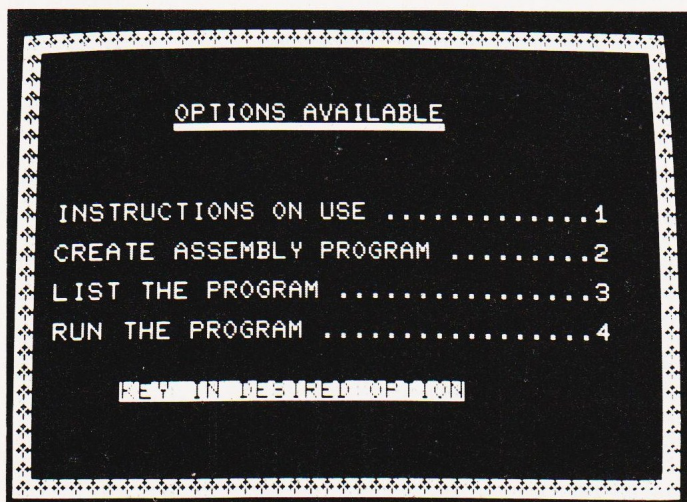 OPTIONS AVAILABLE
INSTRUCTIONS ON USE .............1
CREATE ASSEMBLY PROGRAM .........2
LIST THE PROGRAM ................3
RUN THE PROGRAM .................4
KEY IN DESIRED OPTION